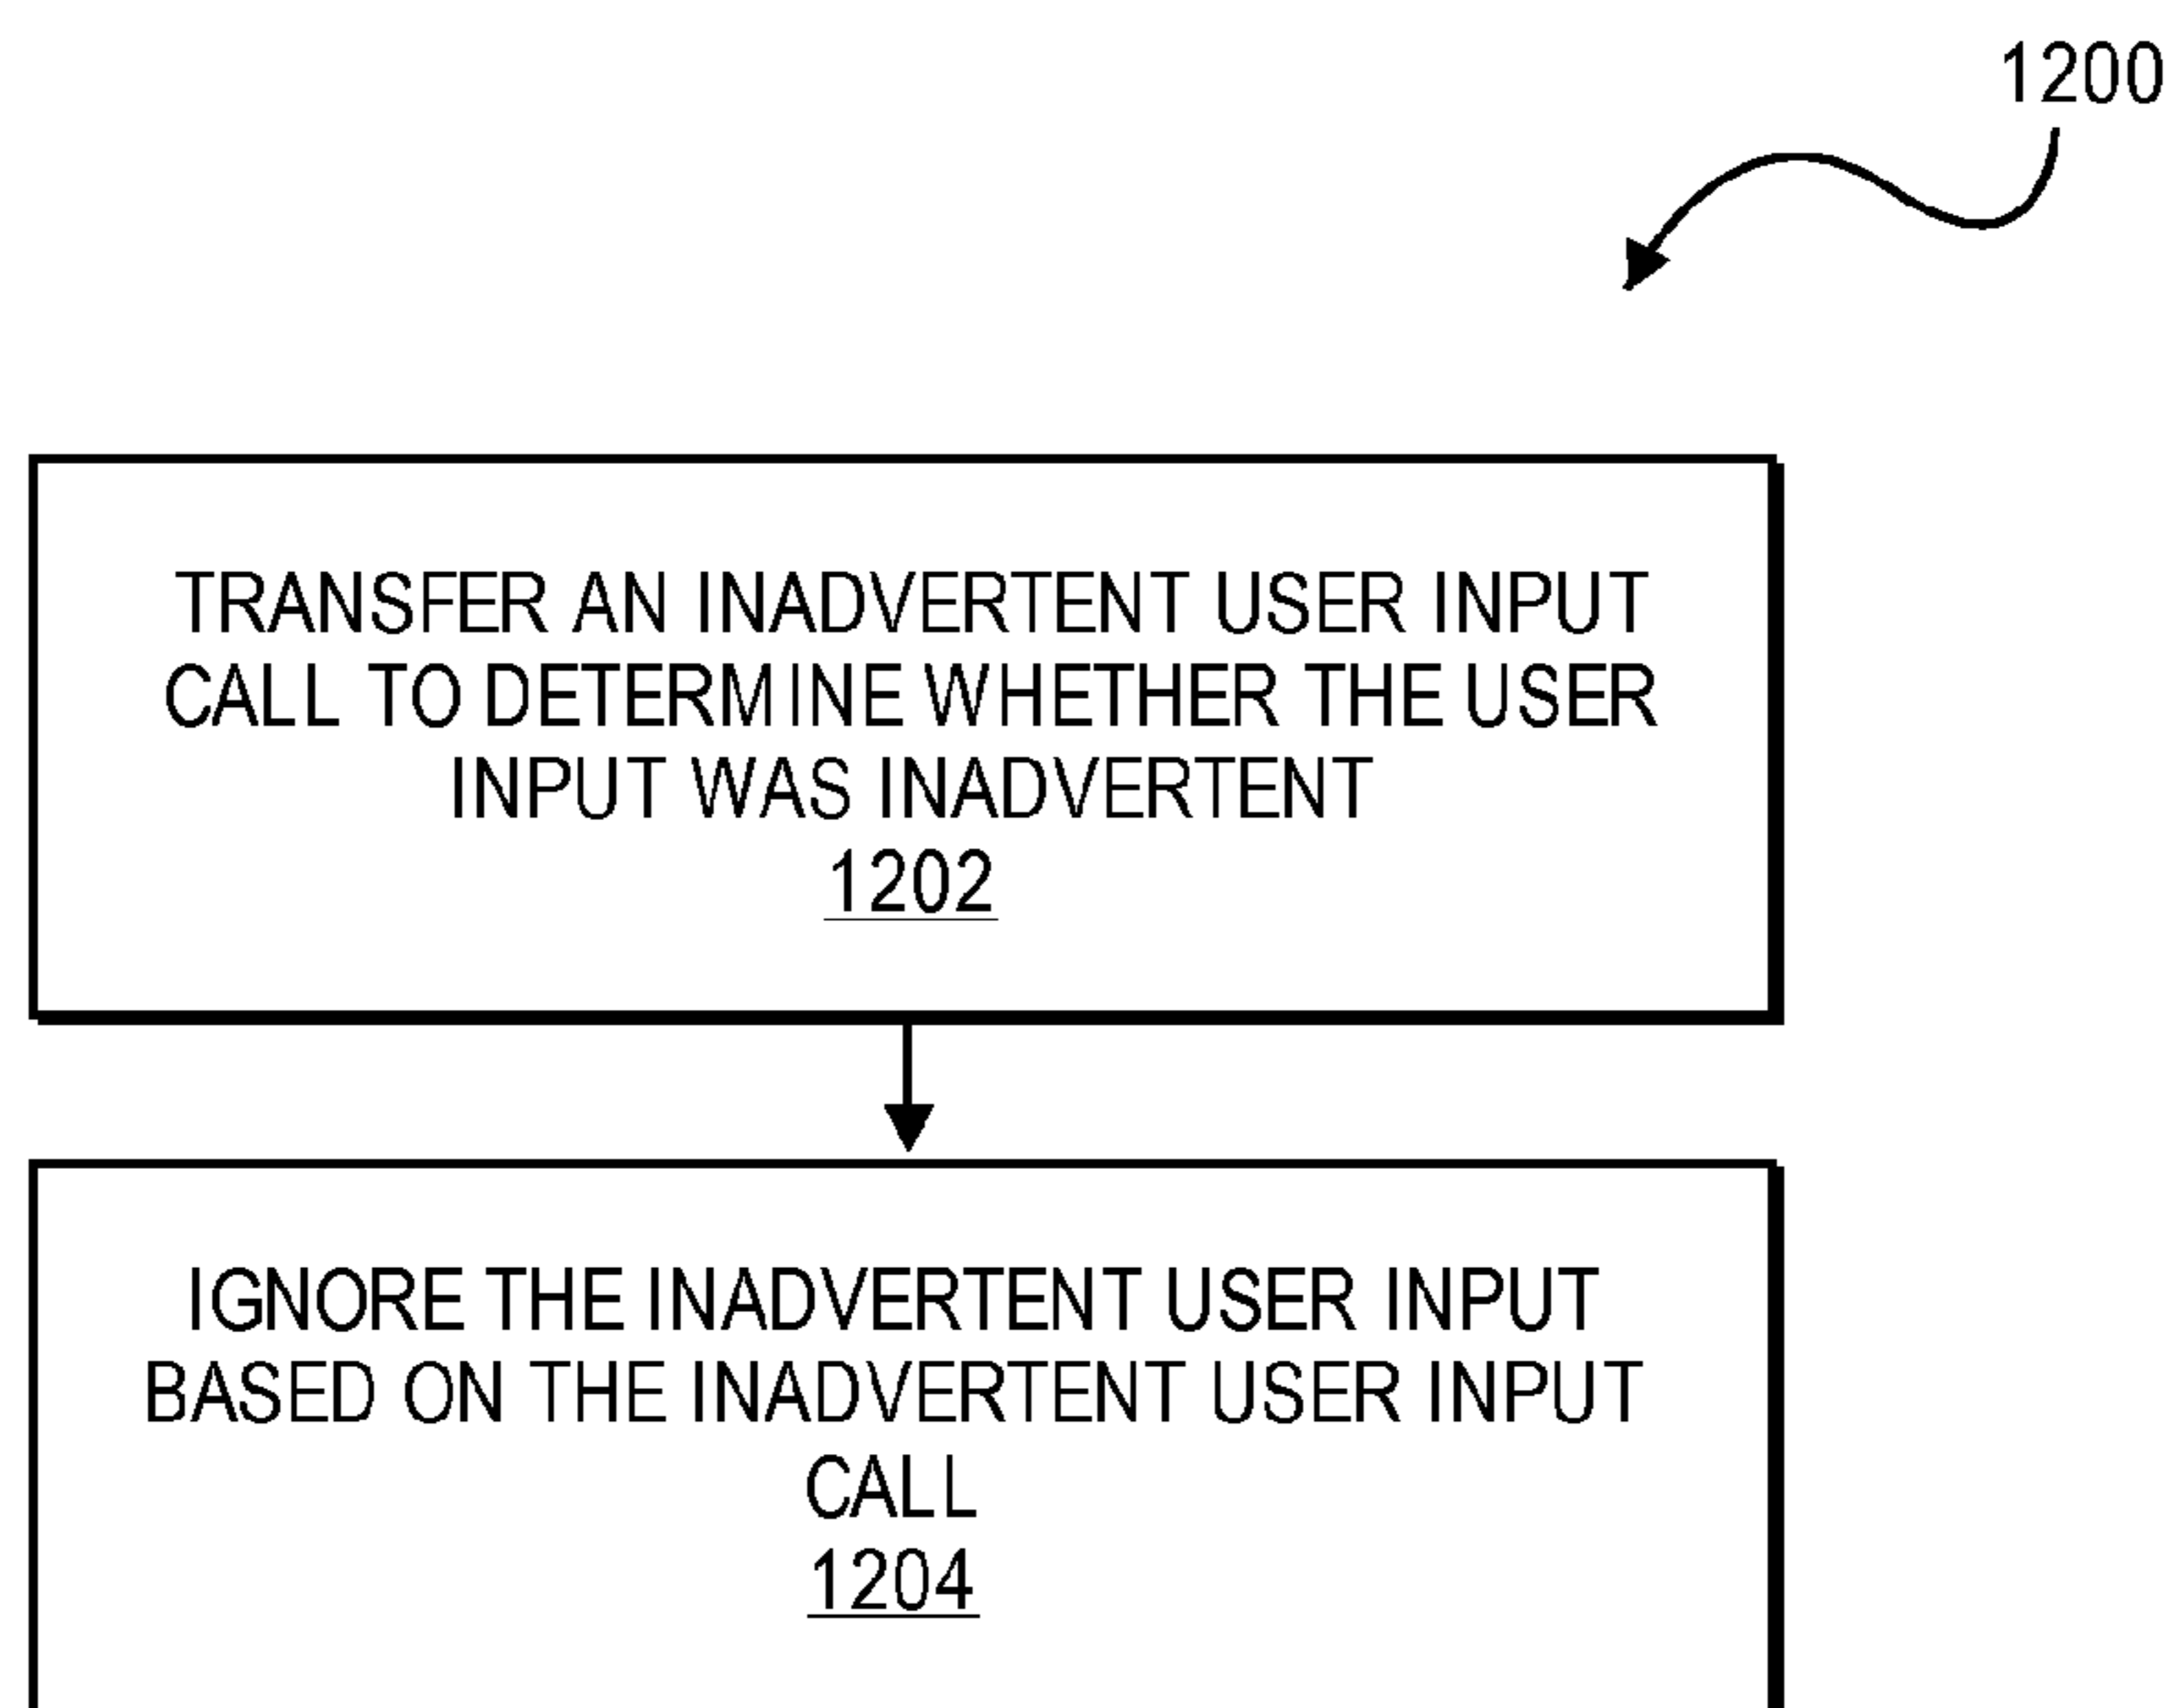 1200
TRANSFER AN INADVERTENT USER INPUT
CALL TO DETERMINE WHETHER THE USER
INPUT WAS INADVERTENT
1202
IGNORE THE INADVERTENT USER INPUT
BASED ON THE INADVERTENT USER INPUT
CALL
1204